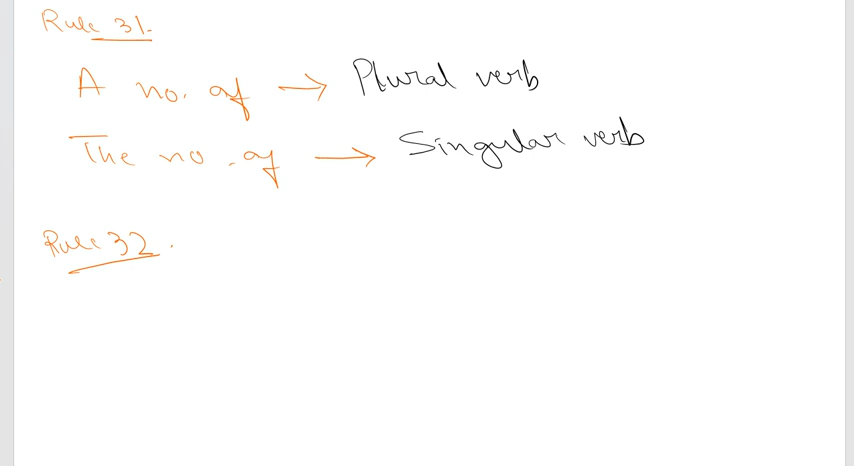 Rule 31.
A no. of → Plural verb
The no. of → Singular verb
Rule 32.